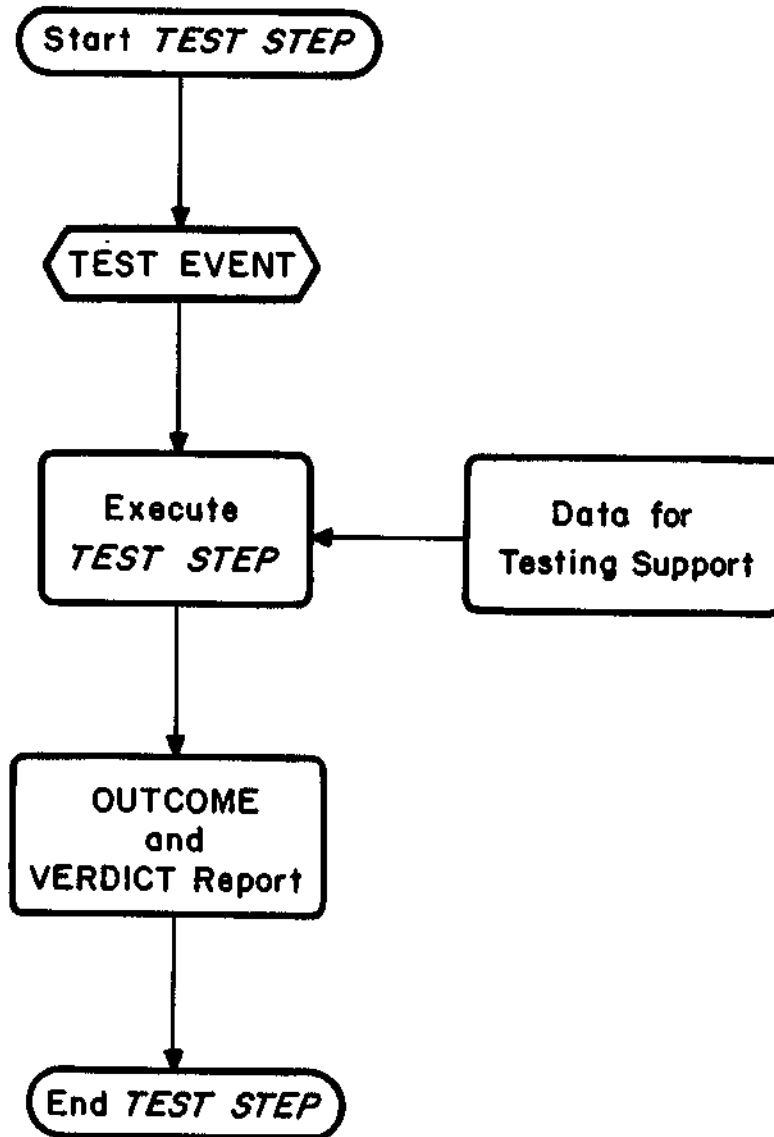 Start TEST STEP
TEST EVENT
Execute
TEST STEP
Data for
Testing Support
OUTCOME
and
VERDICT Report
End TEST STEP